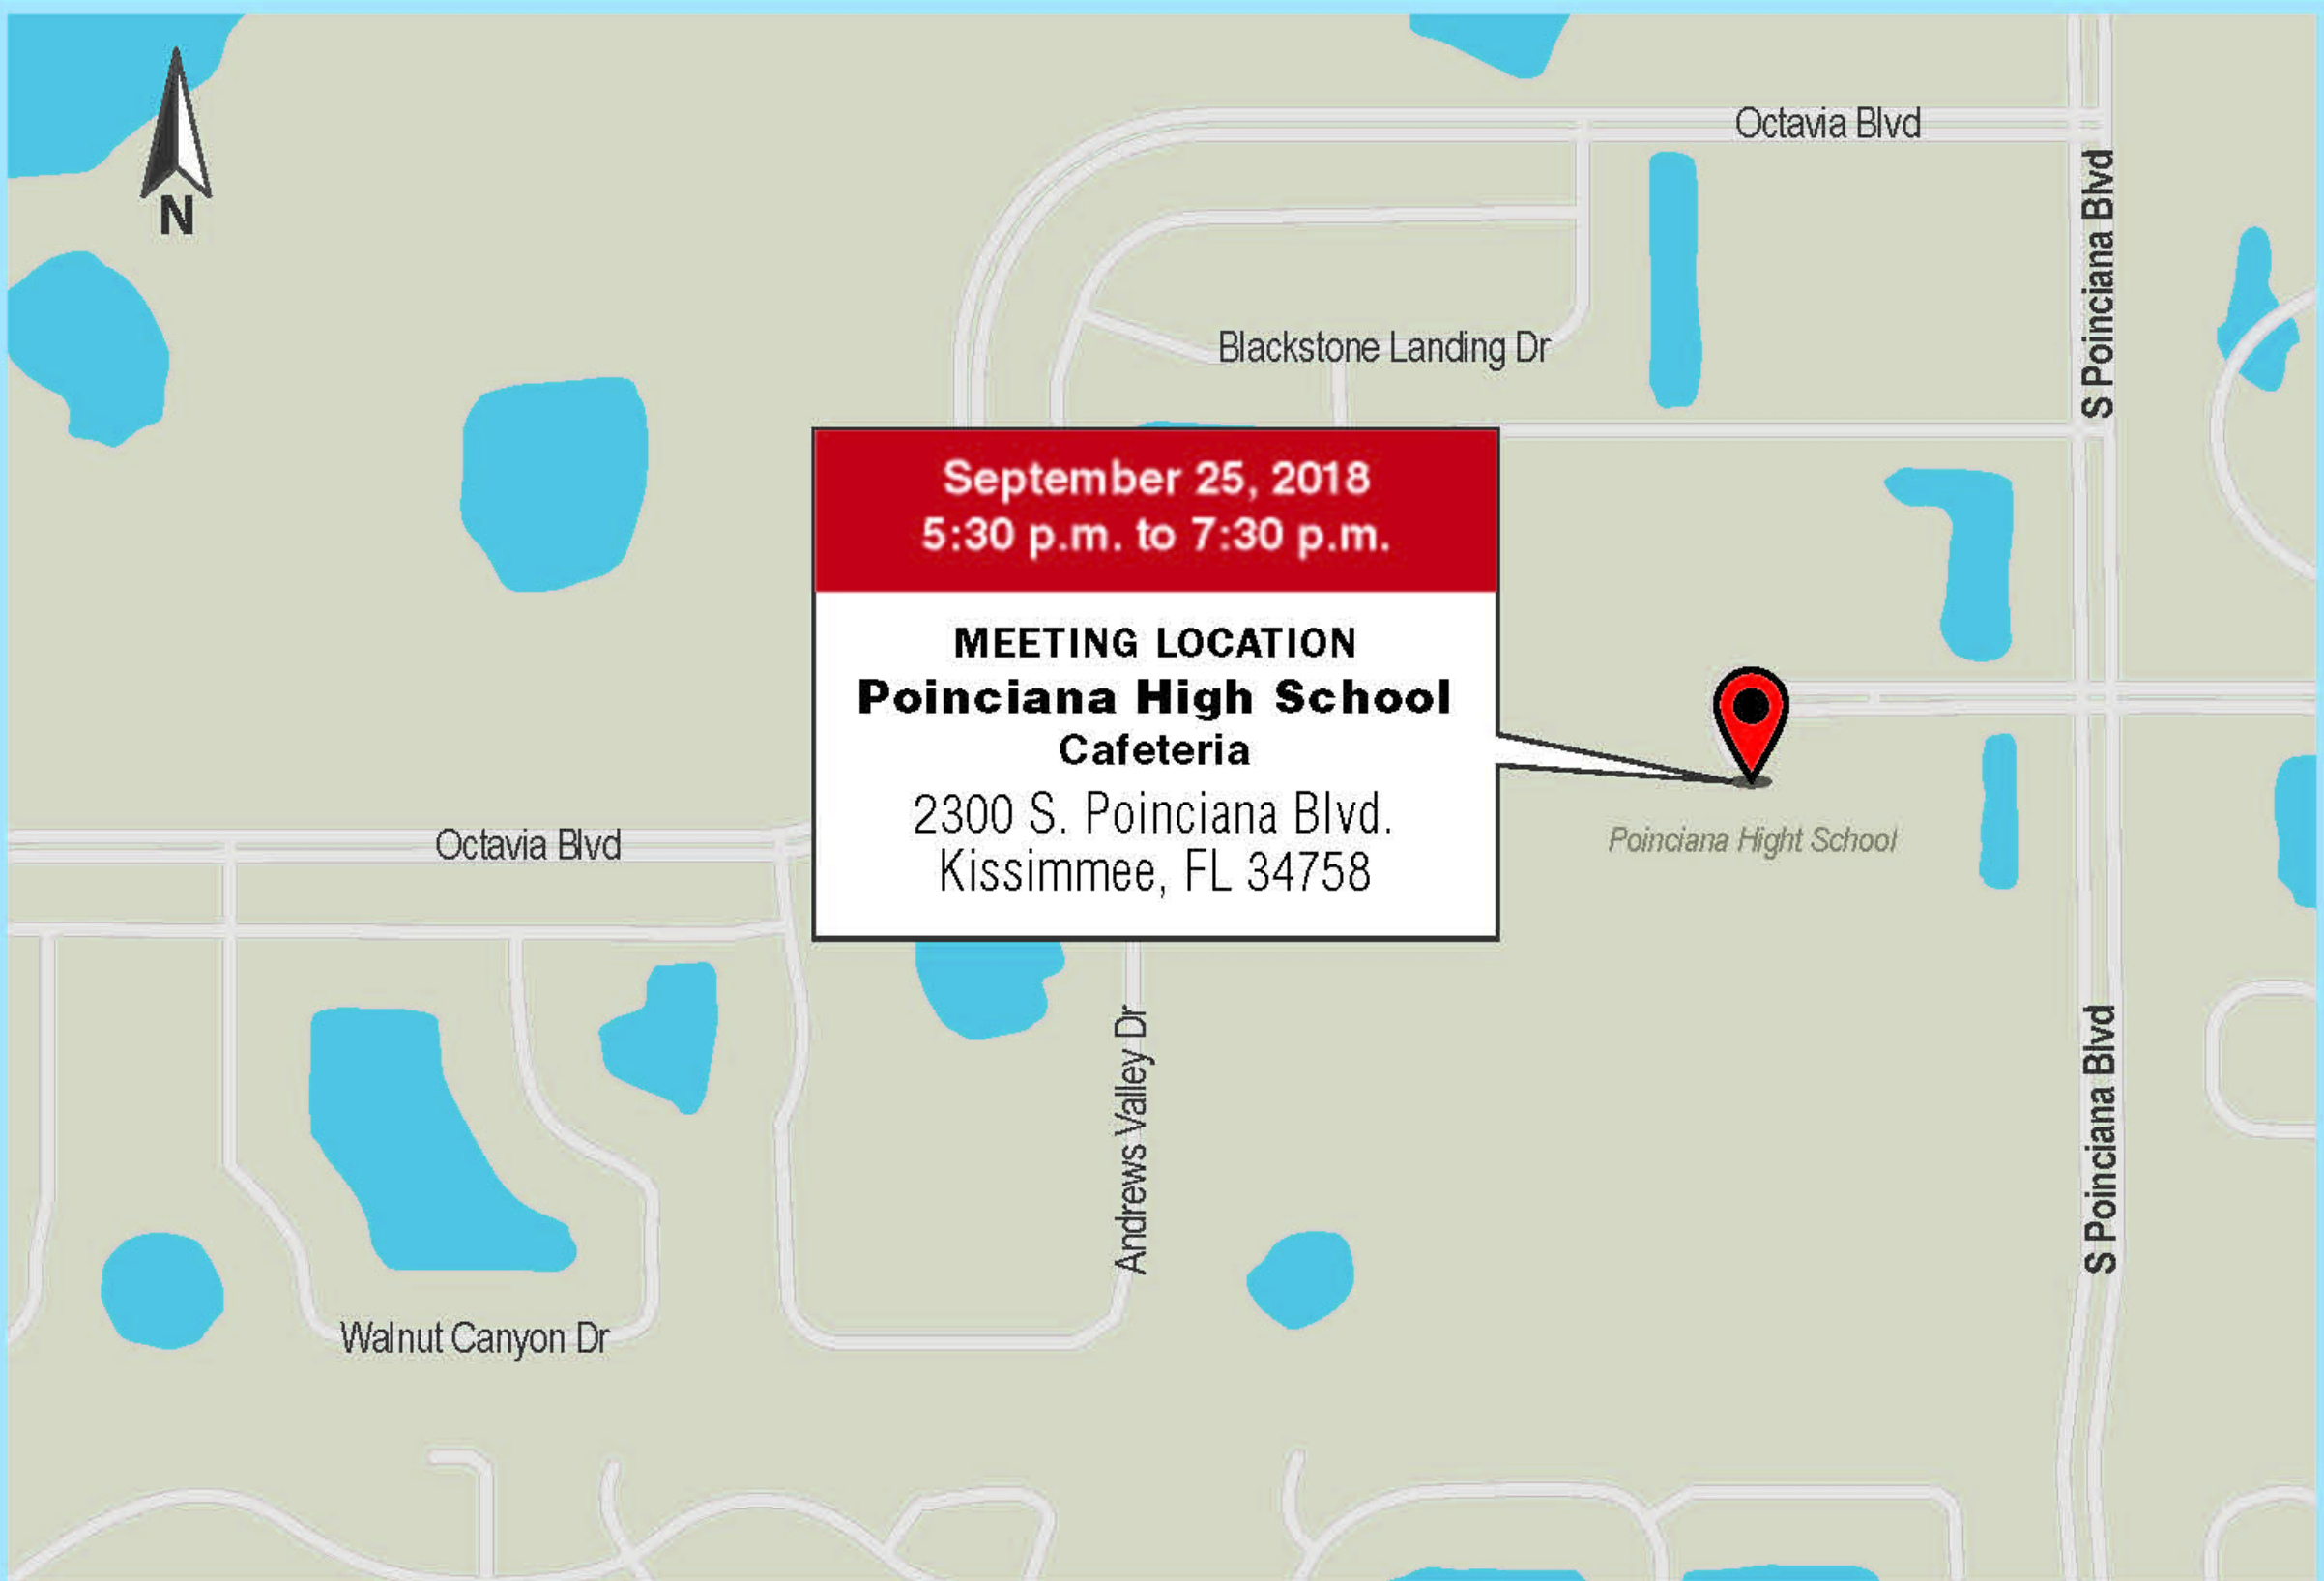 N
Octavia Blvd
S Poinciana Blvd
Blackstone Landing Dr
September 25, 2018
5:30 p.m. to 7:30 p.m.
MEETING LOCATION
Poinciana High School
Cafeteria
2300 S. Poinciana Blvd.
Kissimmee, FL 34758
Poinciana Hight School
Octavia Blvd
Andrews Valley Dr
S Poinciana Blvd
Walnut Canyon Dr